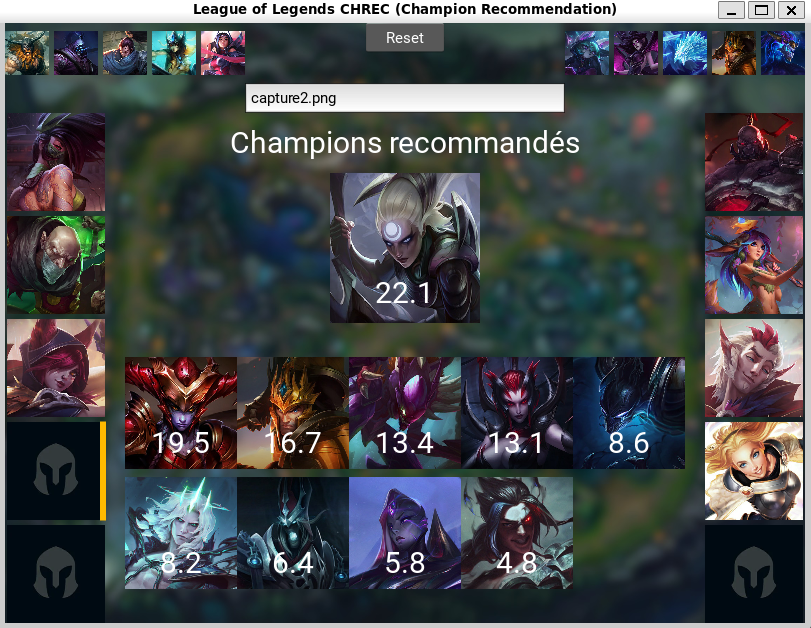 League of Legends CHREC (Champion Recommendation)
Reset
capture2.png
Champions recommandés
22.1
19.5 16.7 13.4 13.1 8.6
8.2 6.4 5.8 4.8